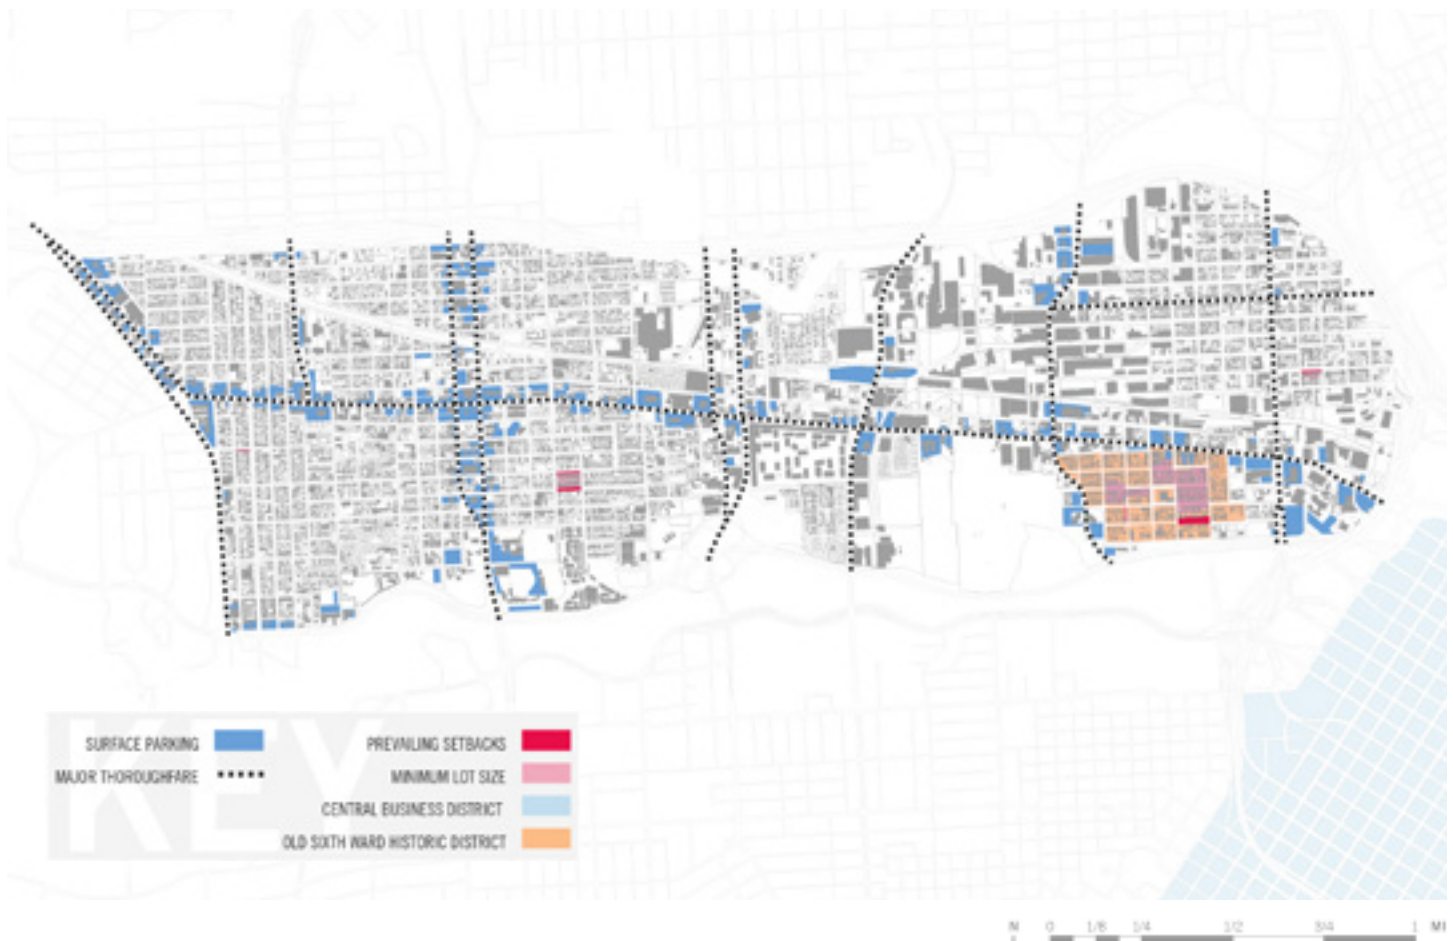 KEY
SURFACE PARKING
MAJOR THOROUGHFARE
PREVAILING SETBACKS
MINIMUM LOT SIZE
CENTRAL BUSINESS DISTRICT
OLD SIXTH WARD HISTORIC DISTRICT
N 0 1/8 1/4 1/2 3/4 1 MI